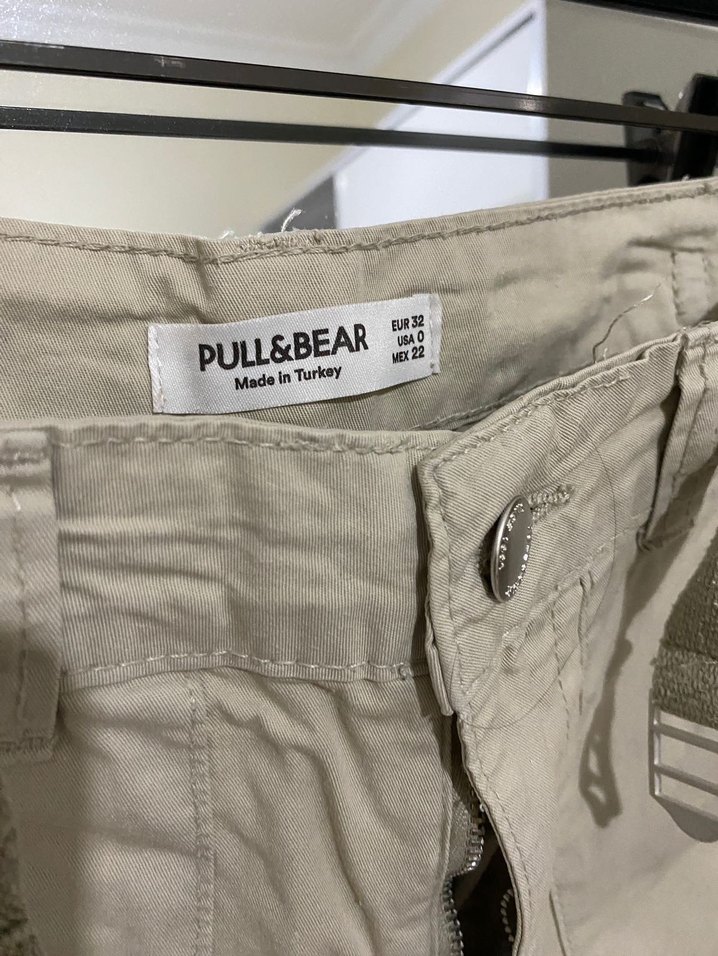 PULL&BEAR
Made in Turkey
EUR 32
USA 0
MEX 22